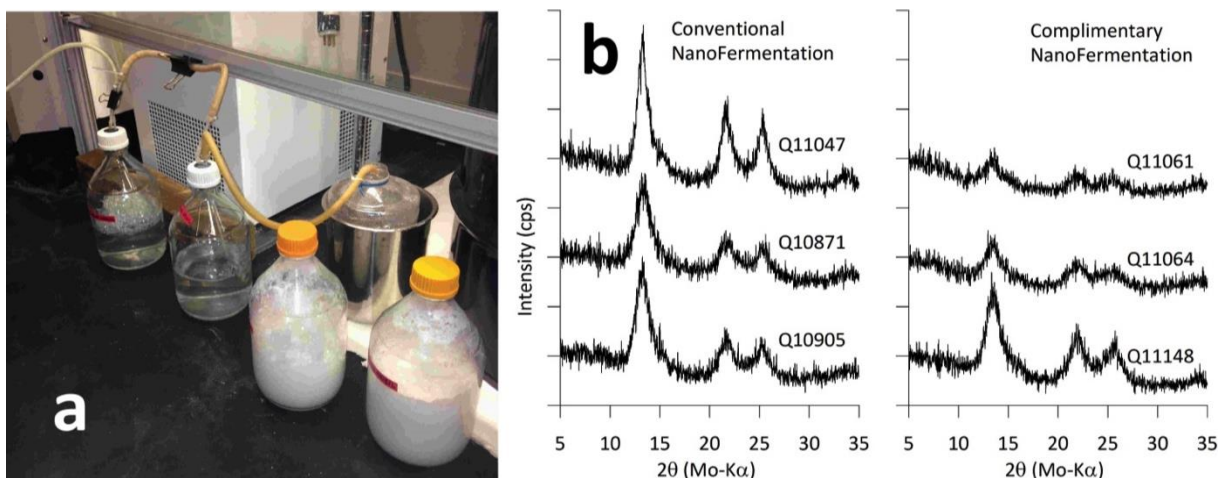 a
b
Conventional
NanoFermentation
Q11047
Q10871
Q10905
Intensity (cps)
5 10 15 20 25 30 35
2θ (Mo-Kα)
Complimentary
NanoFermentation
Q11061
Q11064
Q11148
5 10 15 20 25 30 35
2θ (Mo-Kα)